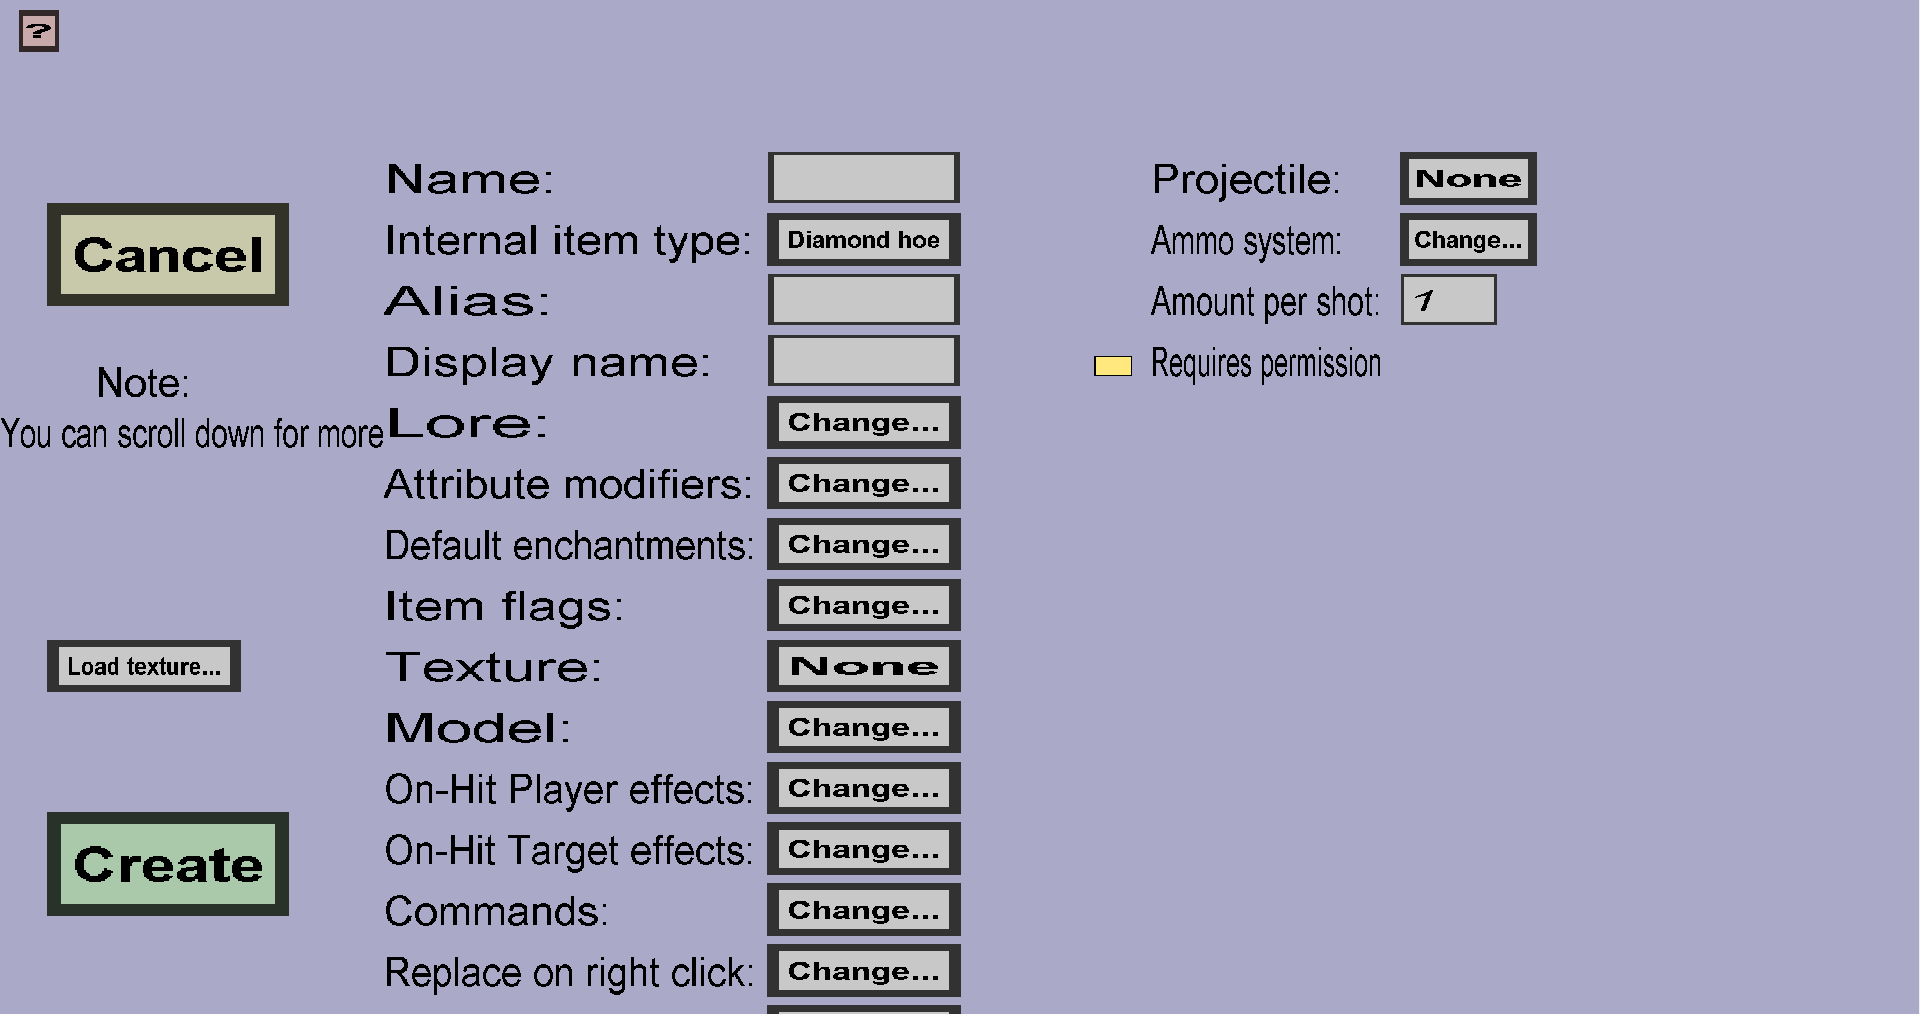 ?
Cancel
Note:
You can scroll down for more
Load texture...
Create
Name:
Internal item type: Diamond hoe
Alias:
Display name:
Lore: Change...
Attribute modifiers: Change...
Default enchantments: Change...
Item flags: Change...
Texture: None
Model: Change...
On-Hit Player effects: Change...
On-Hit Target effects: Change...
Commands: Change...
Replace on right click: Change...
Projectile: None
Ammo system: Change...
Amount per shot: 1
Requires permission